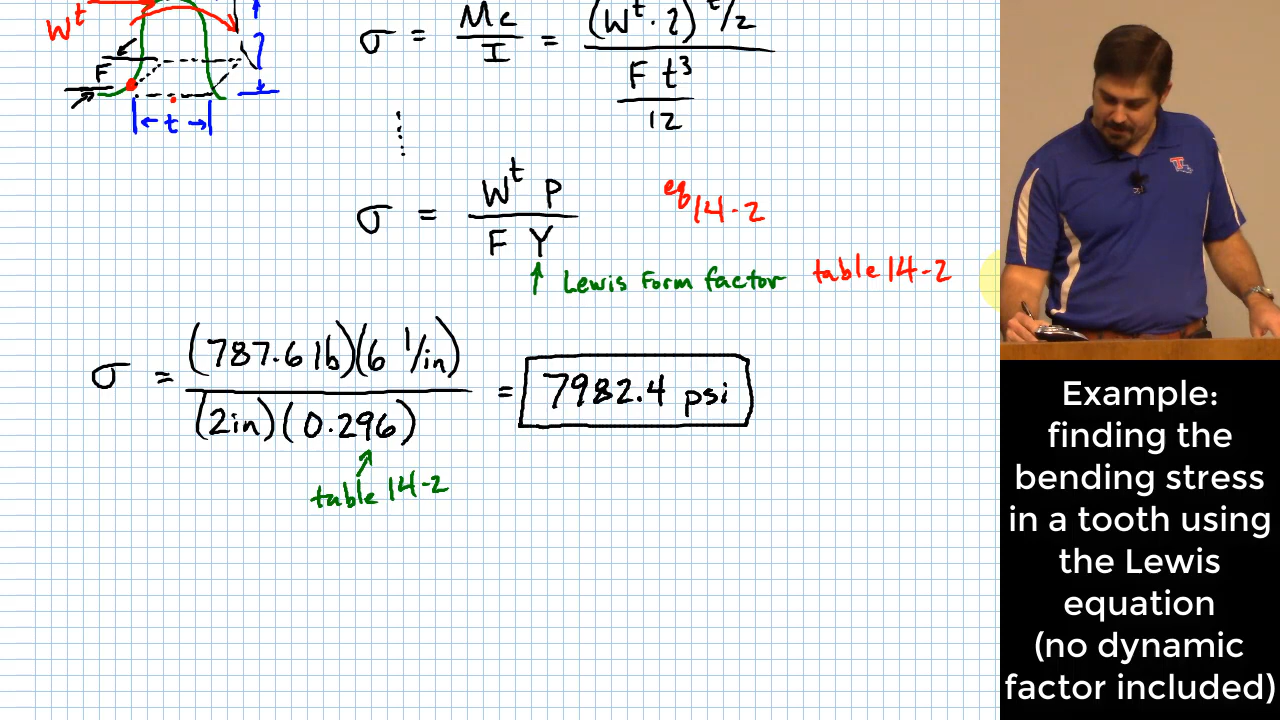 W^t
F
t
l
σ = Mc/I = (W^t · l) t/2 / (F t³/12)
σ = W^t P / F Y
eq 14-2
Lewis Form factor
table 14-2
σ = (787.6 lb)(6 1/in) / (2in)(0.296) = 7982.4 psi
table 14-2
Example:
finding the
bending stress
in a tooth using
the Lewis
equation
(no dynamic
factor included)